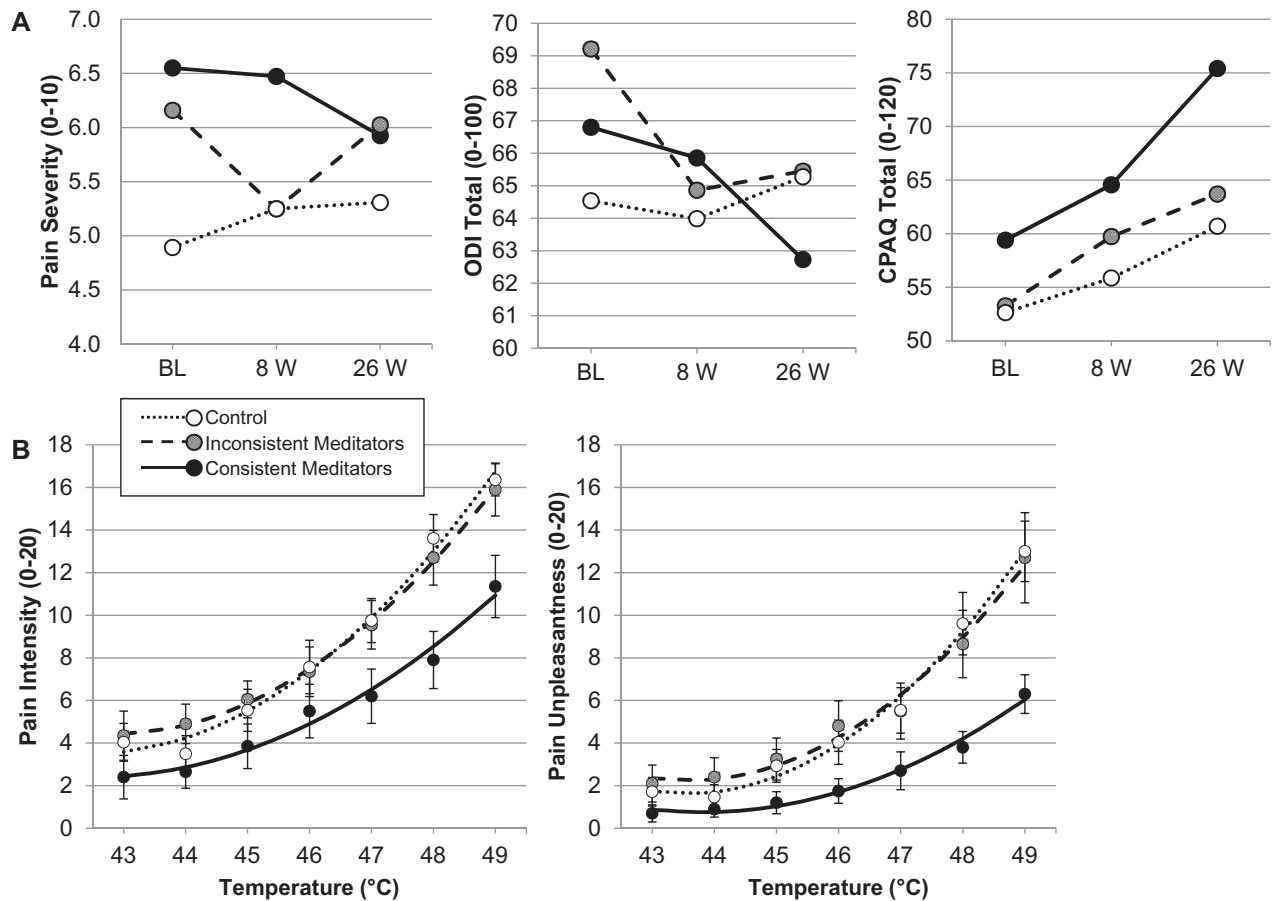 A
Pain Severity (0-10)
7.0
6.5
6.0
5.5
5.0
4.5
4.0
BL 8 W 26 W
ODI Total (0-100)
70
69
68
67
66
65
64
63
62
61
60
BL 8 W 26 W
CPAQ Total (0-120)
80
75
70
65
60
55
50
BL 8 W 26 W
Control
Inconsistent Meditators
Consistent Meditators
B
Pain Intensity (0-20)
18
16
14
12
10
8
6
4
2
0
43 44 45 46 47 48 49
Temperature (°C)
Pain Unpleasantness (0-20)
18
16
14
12
10
8
6
4
2
0
43 44 45 46 47 48 49
Temperature (°C)